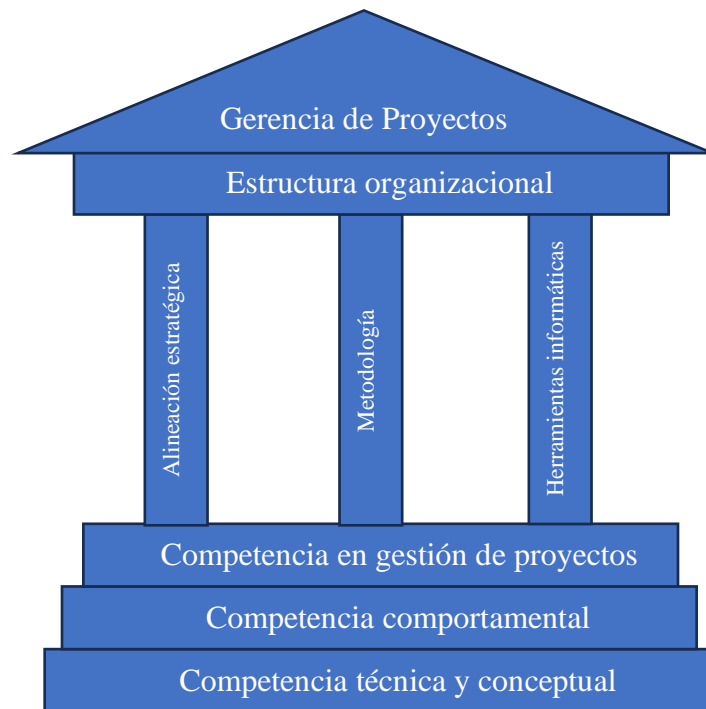 Gerencia de Proyectos
Estructura organizacional
Alineación estratégica
Metodología
Herramientas informáticas
Competencia en gestión de proyectos
Competencia comportamental
Competencia técnica y conceptual